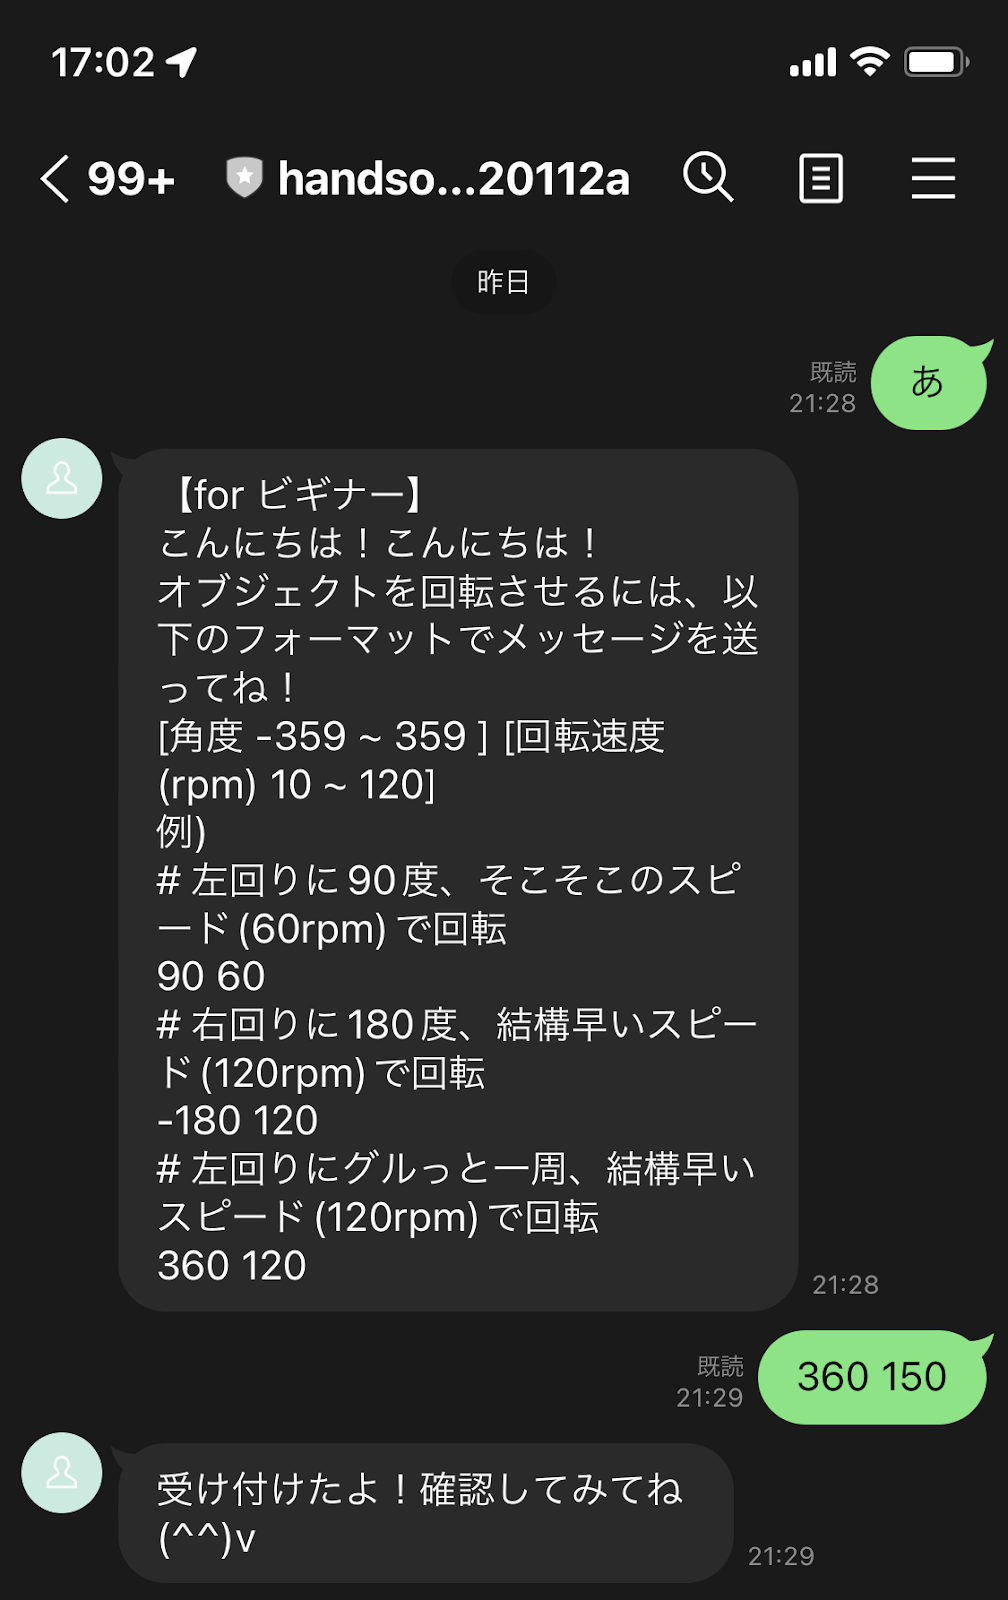 17:02
99+ handso...20112a
昨日
既読
21:28
あ
【for ビギナー】
こんにちは！こんにちは！
オブジェクトを回転させるには、以
下のフォーマットでメッセージを送
ってね！
[角度 -359 ~ 359 ] [回転速度
(rpm) 10 ~ 120]
例)
# 左回りに90度、そこそこのスピ
ード(60rpm)で回転
90 60
# 右回りに180度、結構早いスピー
ド(120rpm)で回転
-180 120
# 左回りにグルっと一周、結構早い
スピード(120rpm)で回転
360 120
21:28
既読
21:29
360 150
受け付けたよ！確認してみてね
(^^)v
21:29